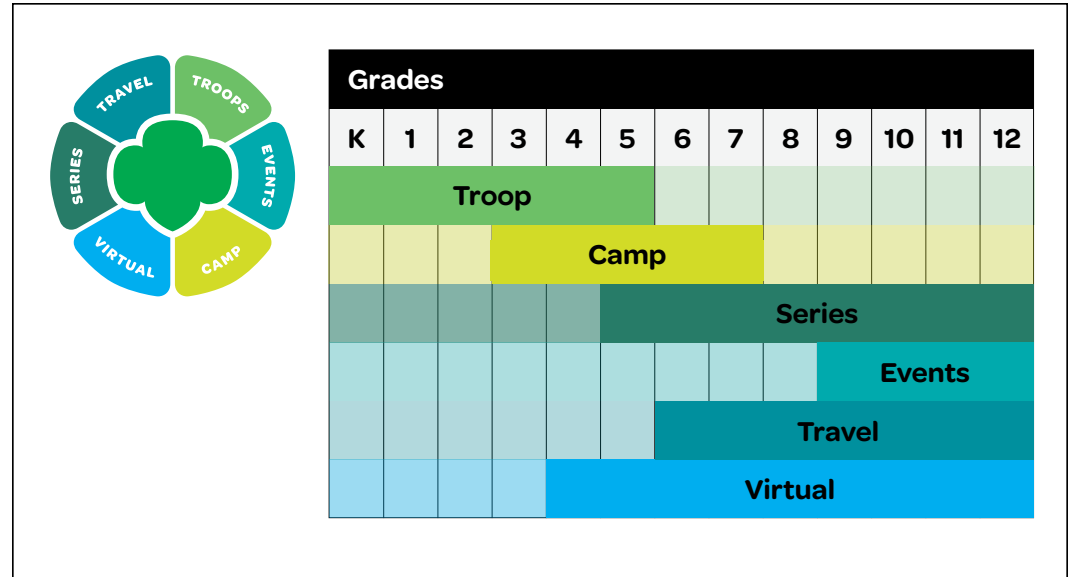 TRAVEL
TROOPS
SERIES
EVENTS
VIRTUAL
CAMP
Grades
K 1 2 3 4 5 6 7 8 9 10 11 12
Troop
Camp
Series
Events
Travel
Virtual